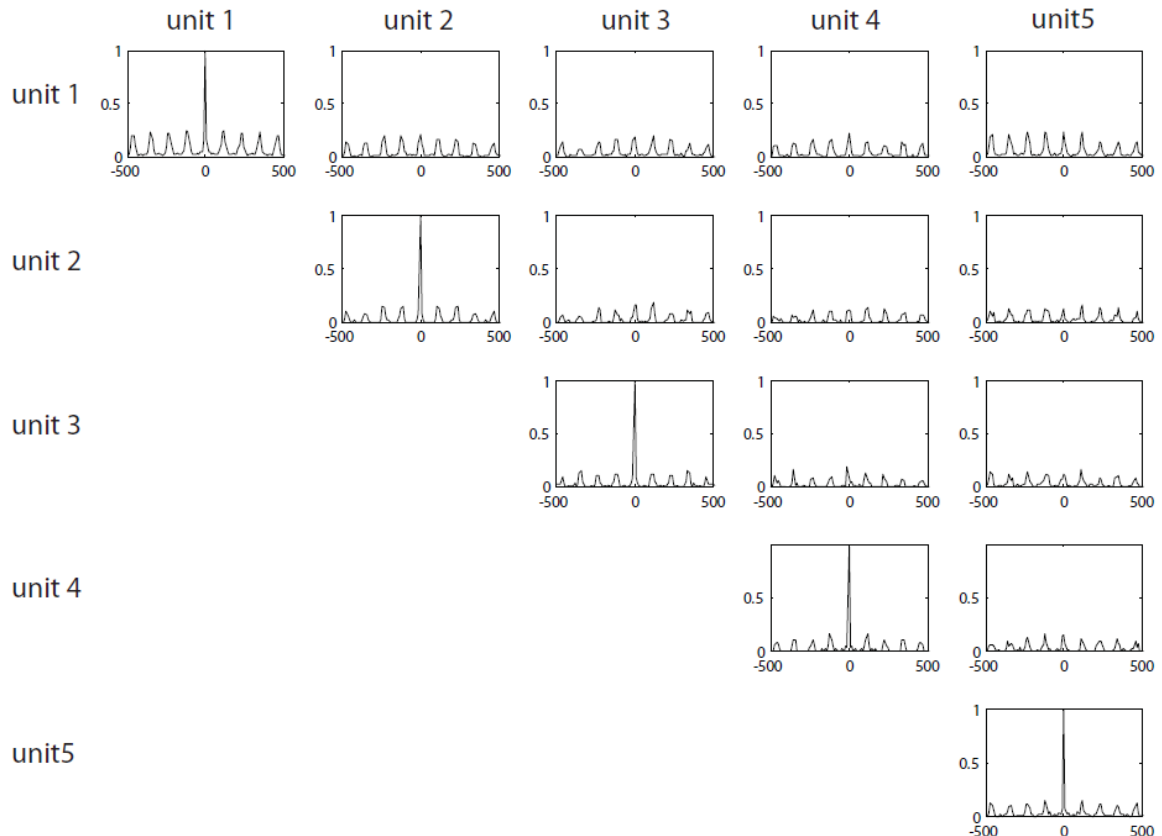 unit 1 unit 2 unit 3 unit 4 unit5
unit 1
1 1 1 1 1
0.5 0.5 0.5 0.5 0.5
0 0 0 0 0
-500 0 500 -500 0 500 -500 0 500 -500 0 500 -500 0 500
unit 2
1 1 1 1
0.5 0.5 0.5 0.5
0 0 0 0
-500 0 500 -500 0 500 -500 0 500 -500 0 500
unit 3
1 1 1
0.5 0.5 0.5
0 0 0
-500 0 500 -500 0 500 -500 0 500
unit 4
0.5 0.5
0 0
-500 0 500 -500 0 500
unit5
1
0.5
0
-500 0 500